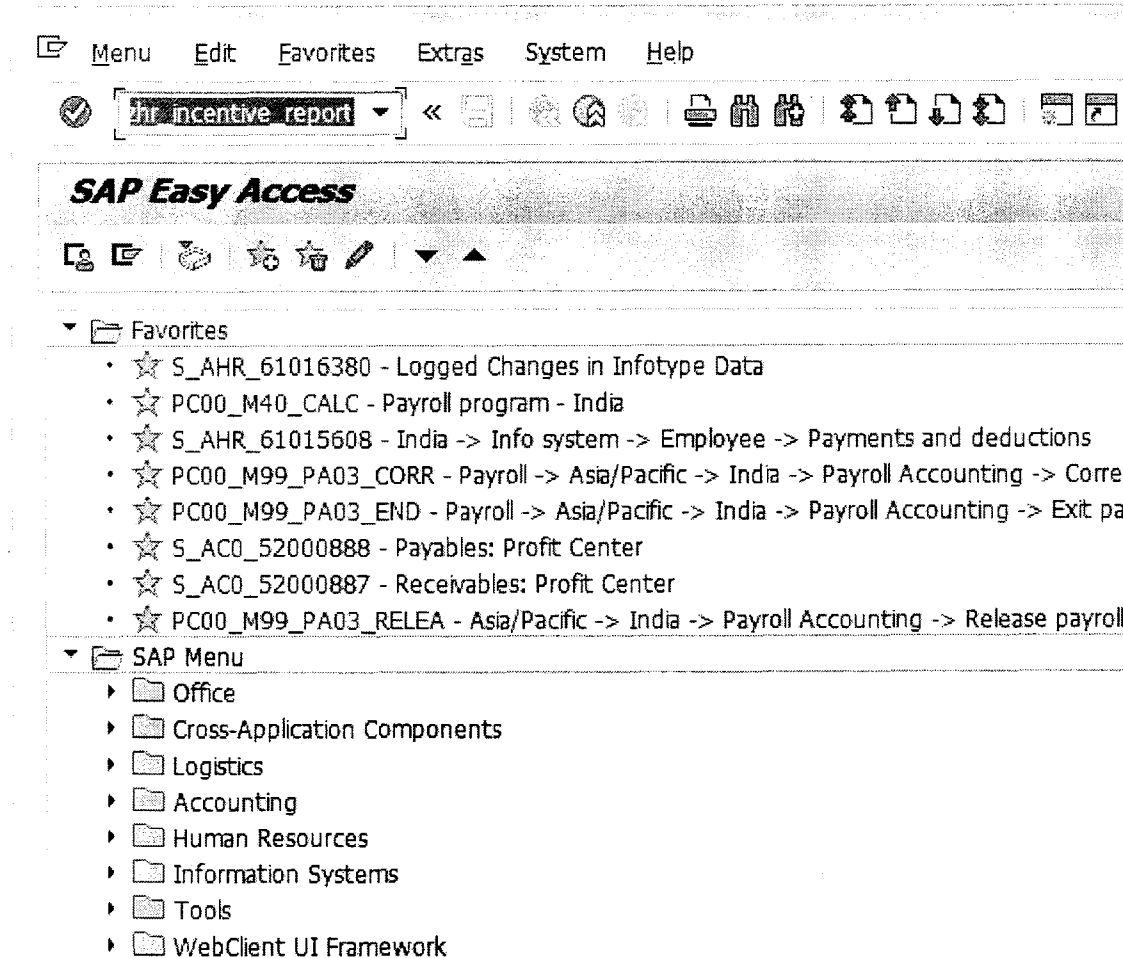 Menu Edit Favorites Extras System Help
zhr_incentive_report
SAP Easy Access
Favorites
S_AHR_61016380 - Logged Changes in Infotype Data
PC00_M40_CALC - Payroll program - India
S_AHR_61015608 - India -> Info system -> Employee -> Payments and deductions
PC00_M99_PA03_CORR - Payroll -> Asia/Pacific -> India -> Payroll Accounting -> Corre
PC00_M99_PA03_END - Payroll -> Asia/Pacific -> India -> Payroll Accounting -> Exit pa
S_AC0_52000888 - Payables: Profit Center
S_AC0_52000887 - Receivables: Profit Center
PC00_M99_PA03_RELEA - Asia/Pacific -> India -> Payroll Accounting -> Release payroll
SAP Menu
Office
Cross-Application Components
Logistics
Accounting
Human Resources
Information Systems
Tools
WebClient UI Framework